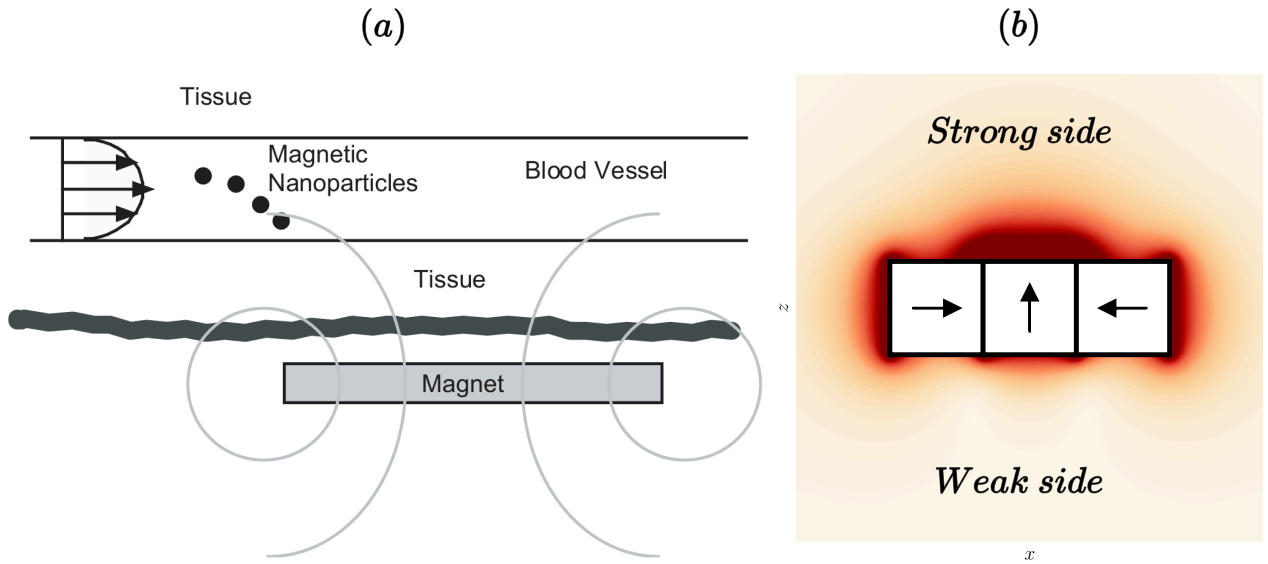 (a)
Tissue
Magnetic
Nanoparticles
Blood Vessel
Tissue
Magnet
(b)
Strong side
Weak side
z
x